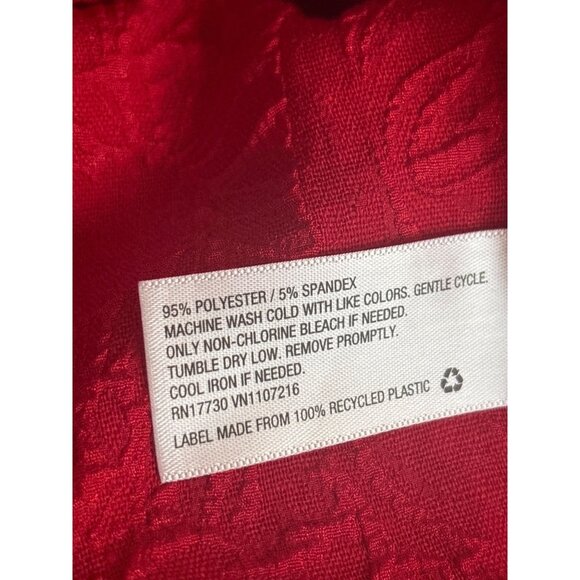 95% POLYESTER / 5% SPANDEX
MACHINE WASH COLD WITH LIKE COLORS. GENTLE CYCLE.
ONLY NON-CHLORINE BLEACH IF NEEDED.
TUMBLE DRY LOW. REMOVE PROMPTLY.
COOL IRON IF NEEDED.
RN17730 VN1107216
LABEL MADE FROM 100% RECYCLED PLASTIC